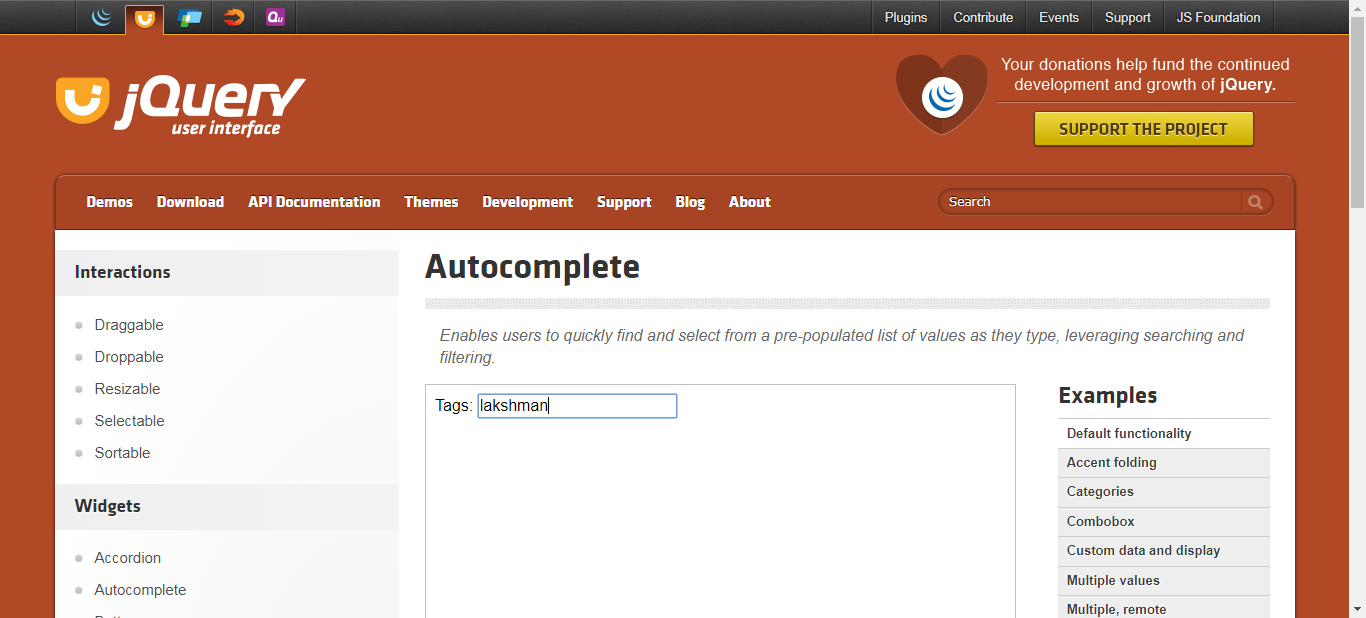 Qu
Plugins
Contribute
Events
Support
JS Foundation
jQuery
user interface
Your donations help fund the continued
development and growth of jQuery.
SUPPORT THE PROJECT
Demos
Download
API Documentation
Themes
Development
Support
Blog
About
Search
Interactions
Draggable
Droppable
Resizable
Selectable
Sortable
Widgets
Accordion
Autocomplete
Autocomplete
Enables users to quickly find and select from a pre-populated list of values as they type, leveraging searching and
filtering.
Tags: lakshman
Examples
Default functionality
Accent folding
Categories
Combobox
Custom data and display
Multiple values
Multiple, remote